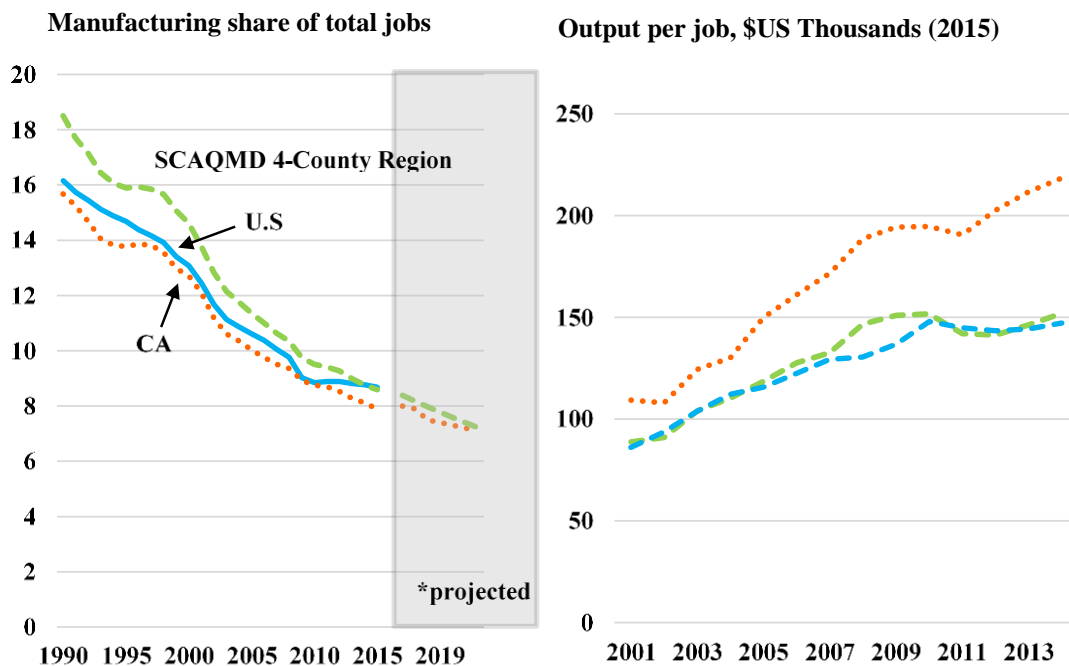 Manufacturing share of total jobs
20
18
16
14
12
10
8
6
4
2
0
SCAQMD 4-County Region
U.S
CA
*projected
1990 1995 2000 2005 2010 2015 2019
Output per job, $US Thousands (2015)
250
200
150
100
50
0
2001 2003 2005 2007 2009 2011 2013